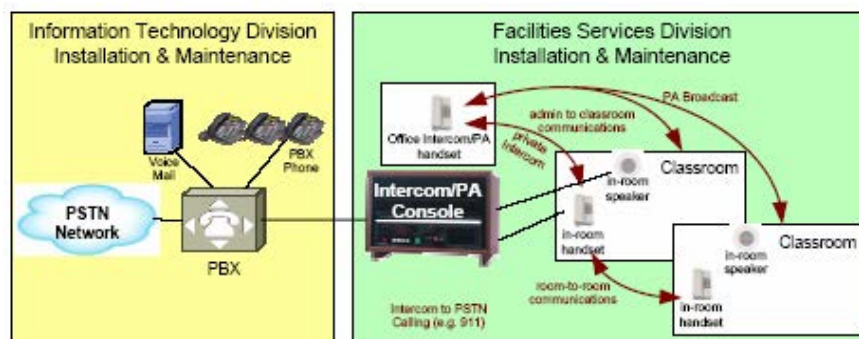 Information Technology Division
Installation & Maintenance
Voice
Mail
PBX
Phone
PSTN
Network
PBX
Facilities Services Division
Installation & Maintenance
Office Intercom/PA
handset
PA Broadcast
admin to classroom
communications
private
Intercom
Intercom/PA
Console
Classroom
in-room
speaker
in-room
handset
Classroom
in-room
speaker
in-room
handset
room-to-room
communications
Intercom to PSTN
Calling (e.g. 911)